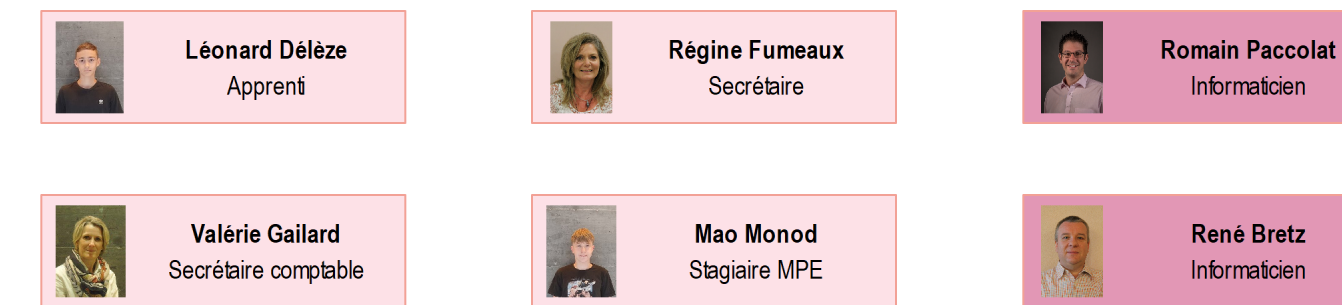 Léonard Délèze
Apprenti
Régine Fumeaux
Secrétaire
Romain Paccolat
Informaticien
Valérie Gailard
Secrétaire comptable
Mao Monod
Stagiaire MPE
René Bretz
Informaticien